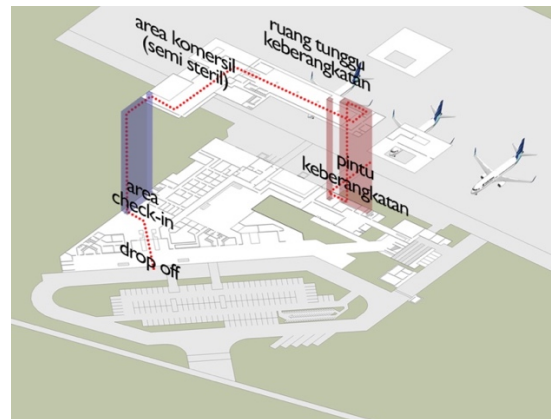 area komersil
(semi steril)
ruang tunggu
keberangkatan
pintu
keberangkatan
area
check-in
drop off